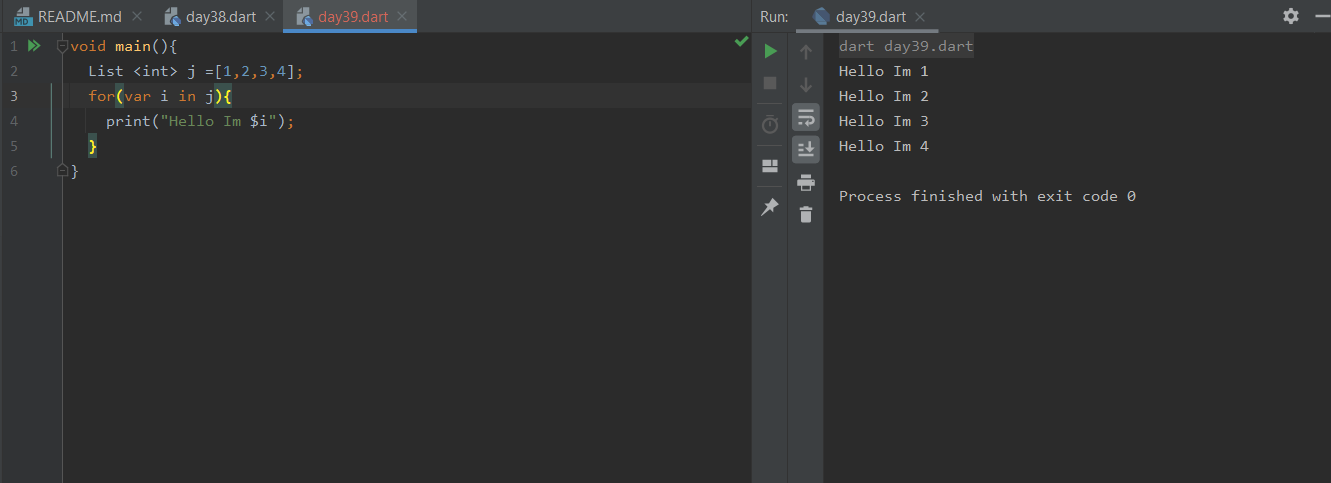 README.md
day38.dart
day39.dart
1 void main(){
2 List <int> j =[1,2,3,4];
3 for(var i in j){
4 print("Hello Im $i");
5 }
6 }
Run: day39.dart
dart day39.dart
Hello Im 1
Hello Im 2
Hello Im 3
Hello Im 4
Process finished with exit code 0